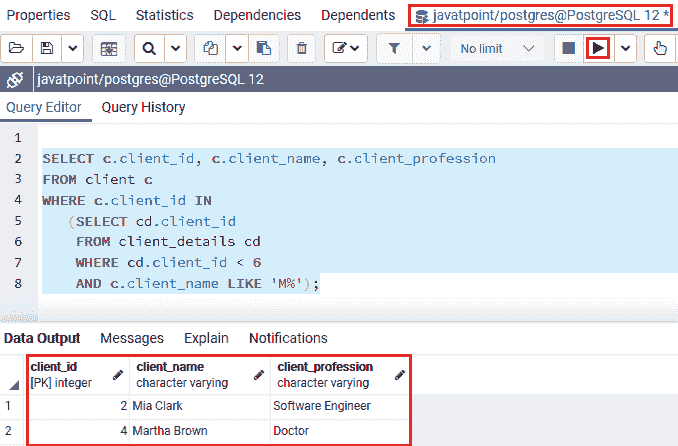 Properties SQL Statistics Dependencies Dependents javatpoint/postgres@PostgreSQL 12 *
No limit
javatpoint/postgres@PostgreSQL 12
Query Editor Query History
1
2 SELECT c.client_id, c.client_name, c.client_profession
3 FROM client c
4 WHERE c.client_id IN
5 (SELECT cd.client_id
6 FROM client_details cd
7 WHERE cd.client_id < 6
8 AND c.client_name LIKE 'M%');
Data Output Messages Explain Notifications
client_id client_name client_profession
[PK] integer character varying character varying
1 2 Mia Clark Software Engineer
2 4 Martha Brown Doctor